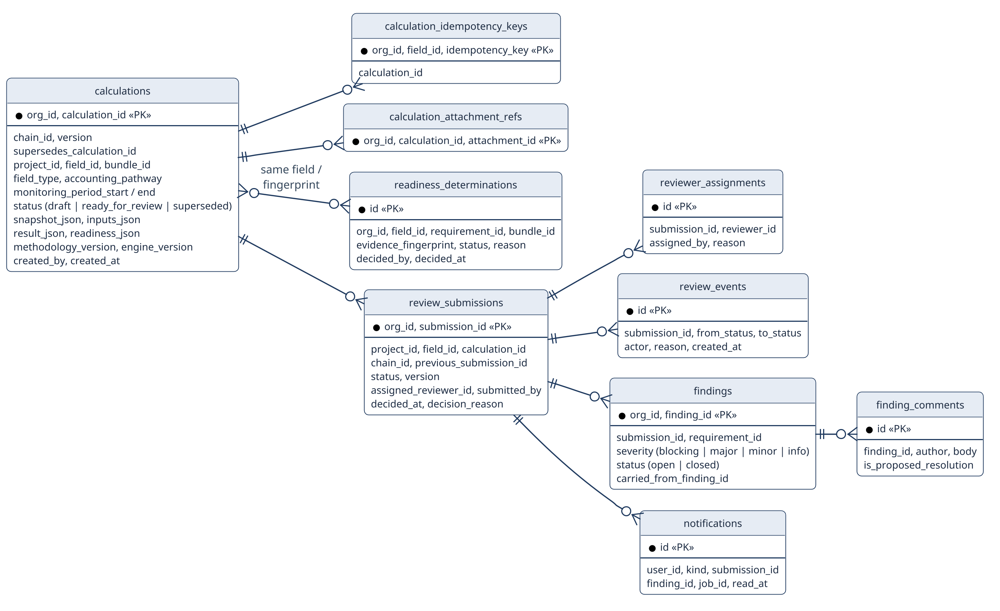 calculation_idempotency_keys
org_id, field_id, idempotency_key «PK»
calculation_id
calculations
org_id, calculation_id «PK»
chain_id, version
supersedes_calculation_id
project_id, field_id, bundle_id
field_type, accounting_pathway
monitoring_period_start / end
status (draft | ready_for_review | superseded)
snapshot_json, inputs_json
result_json, readiness_json
methodology_version, engine_version
created_by, created_at
calculation_attachment_refs
org_id, calculation_id, attachment_id «PK»
same field /
fingerprint
readiness_determinations
id «PK»
org_id, field_id, requirement_id, bundle_id
evidence_fingerprint, status, reason
decided_by, decided_at
reviewer_assignments
id «PK»
submission_id, reviewer_id
assigned_by, reason
review_submissions
org_id, submission_id «PK»
project_id, field_id, calculation_id
chain_id, previous_submission_id
status, version
assigned_reviewer_id, submitted_by
decided_at, decision_reason
review_events
id «PK»
submission_id, from_status, to_status
actor, reason, created_at
findings
org_id, finding_id «PK»
submission_id, requirement_id
severity (blocking | major | minor | info)
status (open | closed)
carried_from_finding_id
finding_comments
id «PK»
finding_id, author, body
is_proposed_resolution
notifications
id «PK»
user_id, kind, submission_id
finding_id, job_id, read_at